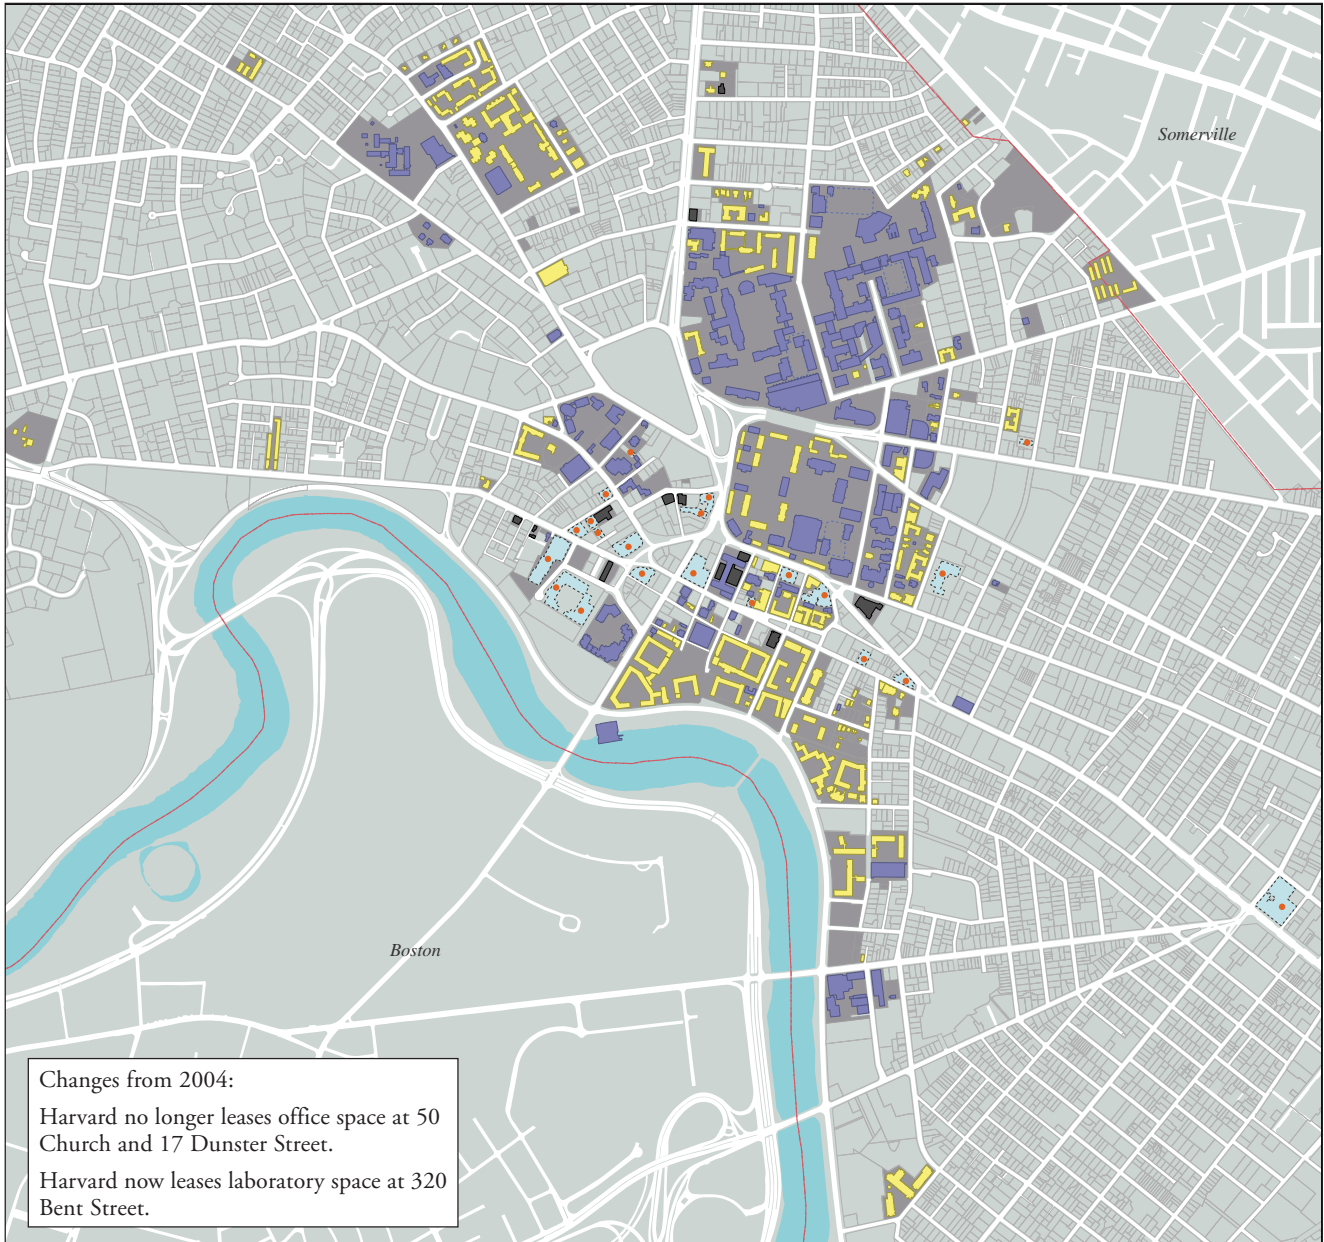 Somerville
Boston
Changes from 2004:
Harvard no longer leases office space at 50
Church and 17 Dunster Street.
Harvard now leases laboratory space at 320
Bent Street.